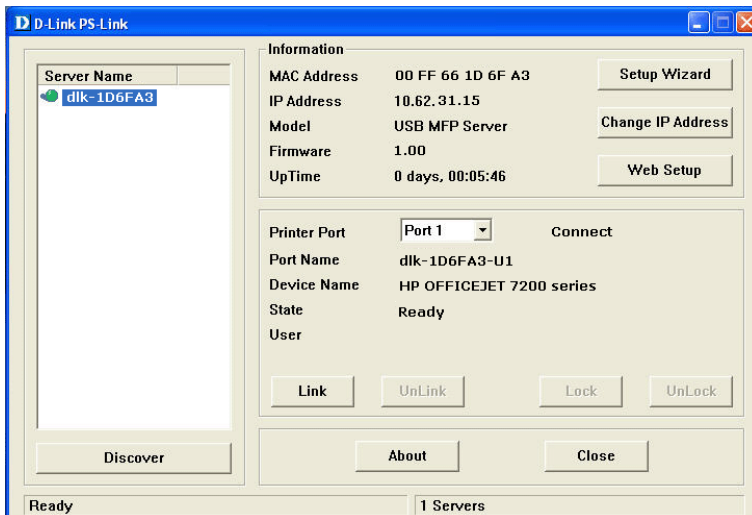 D-Link PS-Link
Server Name
dlk-1D6FA3
Discover
Information
MAC Address 00 FF 66 1D 6F A3
IP Address 10.62.31.15
Model USB MFP Server
Firmware 1.00
UpTime 0 days, 00:05:46
Setup Wizard
Change IP Address
Web Setup
Printer Port Port 1 Connect
Port Name dlk-1D6FA3-U1
Device Name HP OFFICEJET 7200 series
State Ready
User
Link UnLink Lock UnLock
About Close
Ready 1 Servers